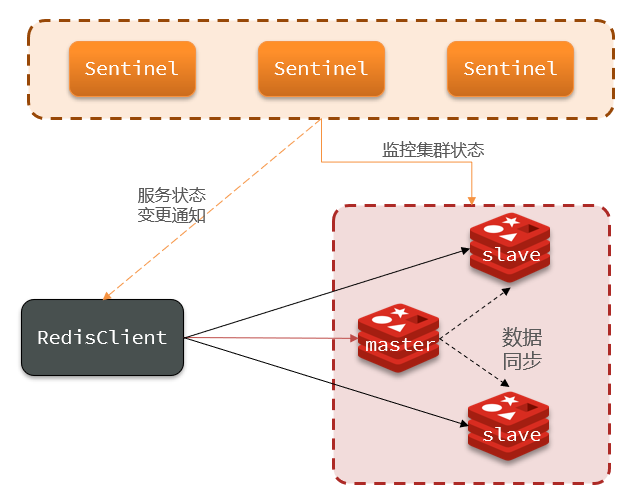 Sentinel
Sentinel
Sentinel
监控集群状态
服务状态
变更通知
slave
RedisClient
master
数据
同步
slave